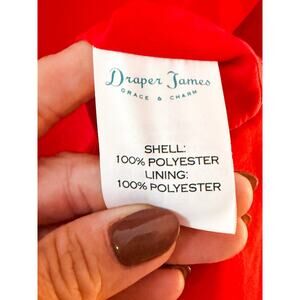 Draper James
GRACE & CHARM
SHELL:
100% POLYESTER
LINING:
100% POLYESTER